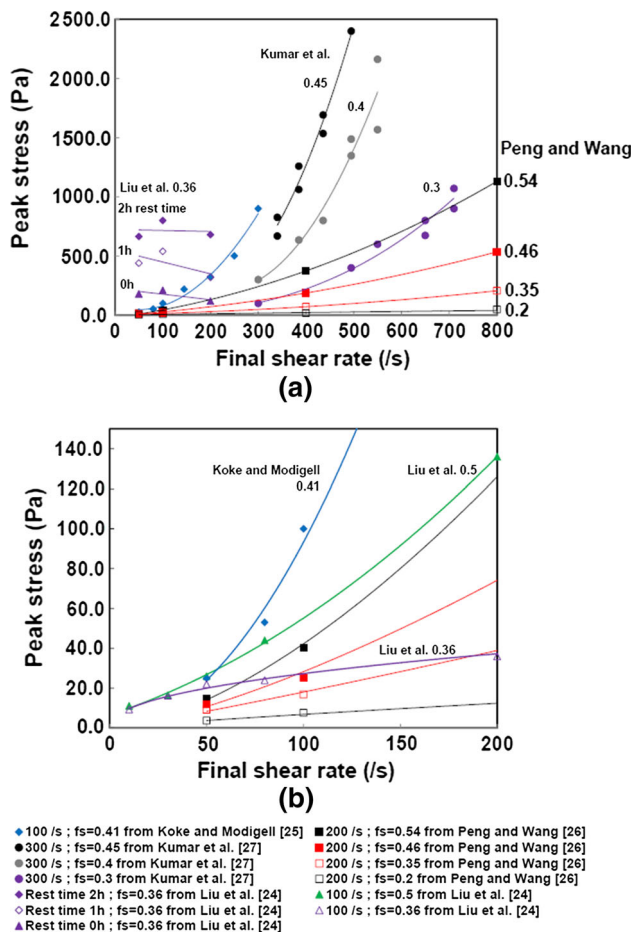 2500.0
2000.0
1500.0
1000.0
500.0
0.0
Peak stress (Pa)
Kumar et al.
0.45
0.4
Peng and Wang
0.54
0.3
0.46
0.35
0.2
Liu et al. 0.36
2h rest time
1h
0h
0 100 200 300 400 500 600 700 800
Final shear rate (/s)
(a)
140.0
120.0
100.0
80.0
60.0
40.0
20.0
0.0
Peak stress (Pa)
Koke and Modigell
0.41
Liu et al. 0.5
Liu et al. 0.36
0 50 100 150 200
Final shear rate (/s)
(b)
100 /s ; fs=0.41 from Koke and Modigell [25]
300 /s ; fs=0.45 from Kumar et al. [27]
300 /s ; fs=0.4 from Kumar et al. [27]
300 /s ; fs=0.3 from Kumar et al. [27]
Rest time 2h ; fs=0.36 from Liu et al. [24]
Rest time 1h ; fs=0.36 from Liu et al. [24]
Rest time 0h ; fs=0.36 from Liu et al. [24]
200 /s ; fs=0.54 from Peng and Wang [26]
200 /s ; fs=0.46 from Peng and Wang [26]
200 /s ; fs=0.35 from Peng and Wang [26]
200 /s ; fs=0.2 from Peng and Wang [26]
100 /s ; fs=0.5 from Liu et al. [24]
100 /s ; fs=0.36 from Liu et al. [24]